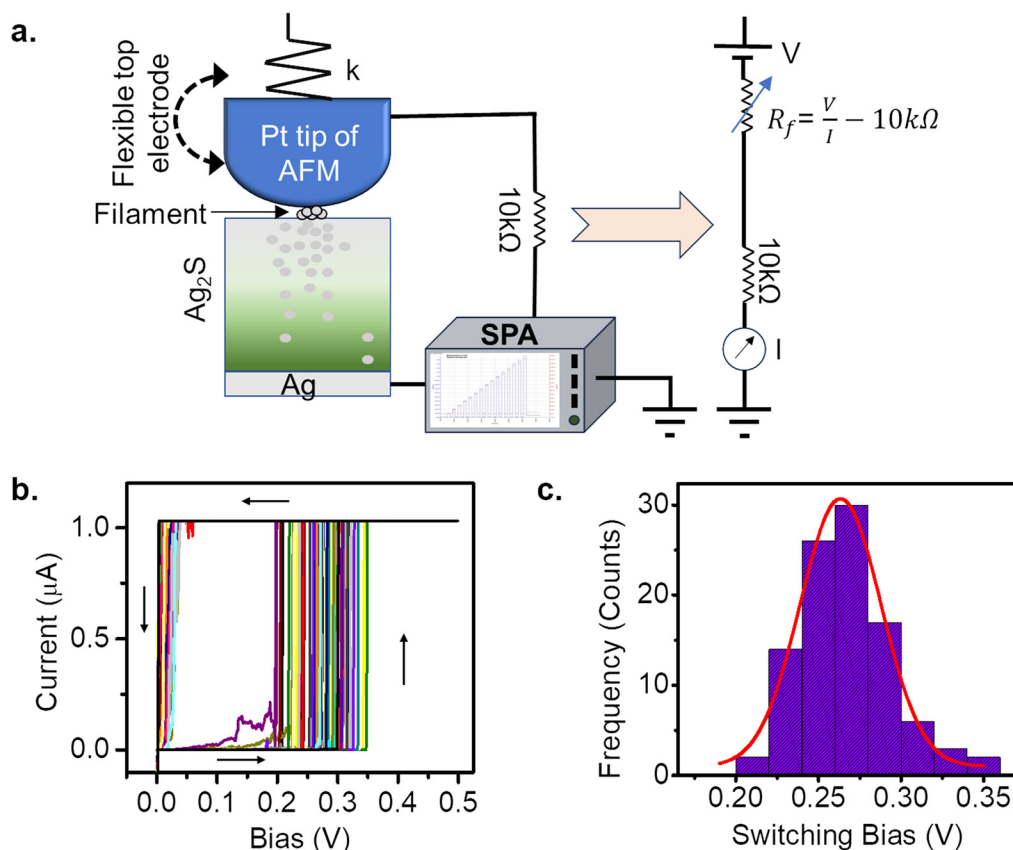 a.
k
V
Flexible top
electrode
Pt tip of
AFM
R_f = V/I − 10kΩ
Filament
10kΩ
Ag₂S
10kΩ
SPA
I
Ag
b.
c.
Current (μA)
1.0
0.5
0.0
0.0 0.1 0.2 0.3 0.4 0.5
Bias (V)
Frequency (Counts)
30
20
10
0
0.20 0.25 0.30 0.35
Switching Bias (V)